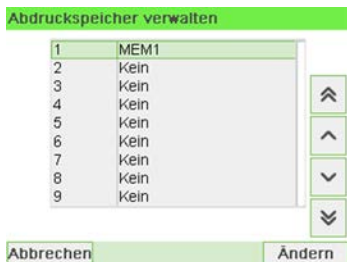 Abdruckspeicher verwalten
1 MEM1
2 Kein
3 Kein
4 Kein
5 Kein
6 Kein
7 Kein
8 Kein
9 Kein
Abbrechen Ändern